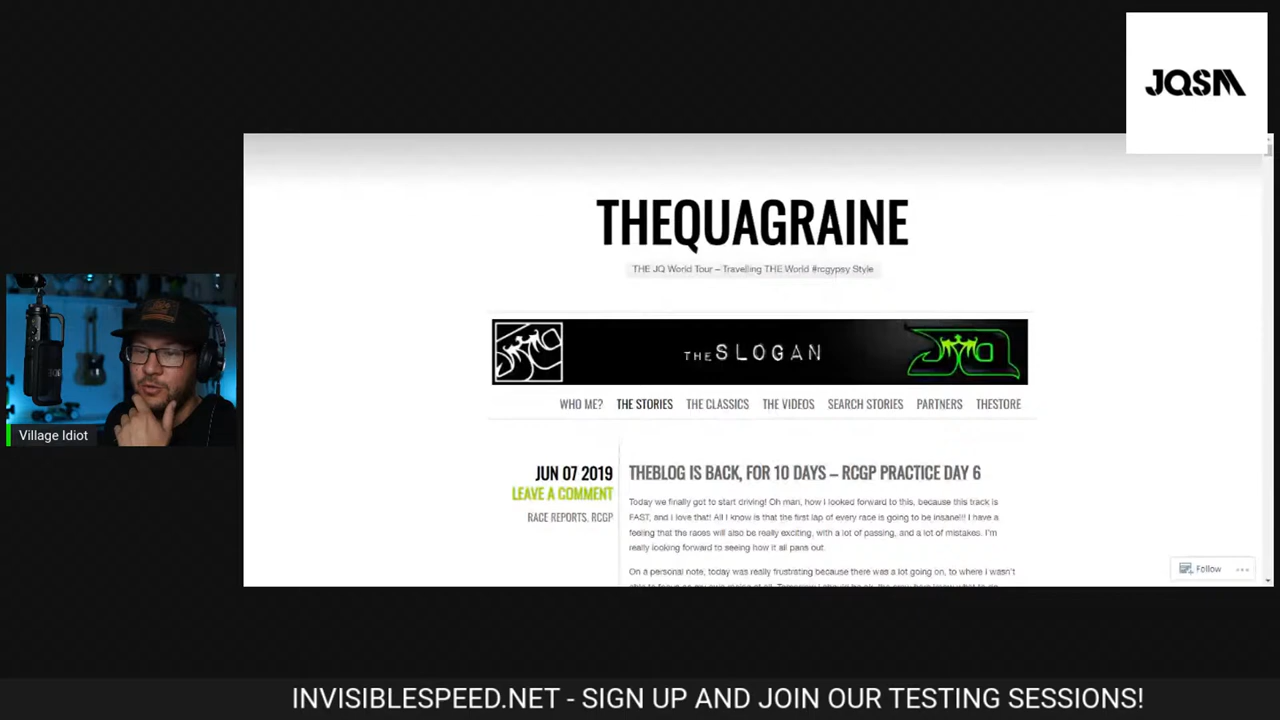 JQSM
THEQUAGRAINE
THE JQ World Tour – Travelling THE World #rcgypsy Style
THE SLOGAN
WHO ME? THE STORIES THE CLASSICS THE VIDEOS SEARCH STORIES PARTNERS THESTORE
JUN 07 2019
LEAVE A COMMENT
RACE REPORTS, RCGP
THEBLOG IS BACK, FOR 10 DAYS – RCGP PRACTICE DAY 6
Today we finally got to start driving! Oh man, how I looked forward to this, because this track is
FAST, and I love that! All I know is that the first lap of every race is going to be insane!!! I have a
feeling that the races will also be really exciting, with a lot of passing, and a lot of mistakes. I'm
really looking forward to seeing how it all pans out.
On a personal note, today was really frustrating because there was a lot going on, to where I wasn't
Follow
Village Idiot
INVISIBLESPEED.NET - SIGN UP AND JOIN OUR TESTING SESSIONS!